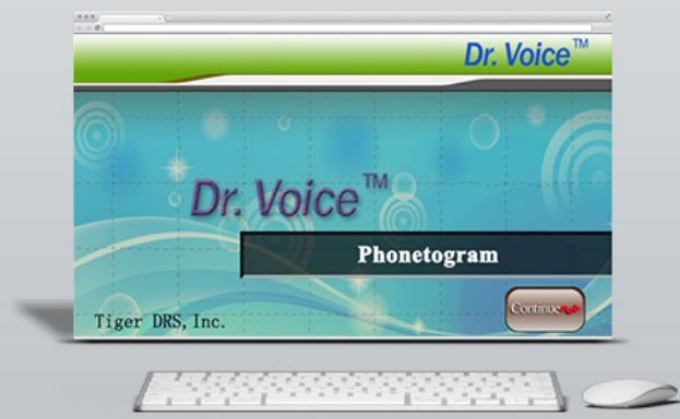 Dr. Voice™
Dr. Voice™
Phonetogram
Continue
Tiger DRS, Inc.